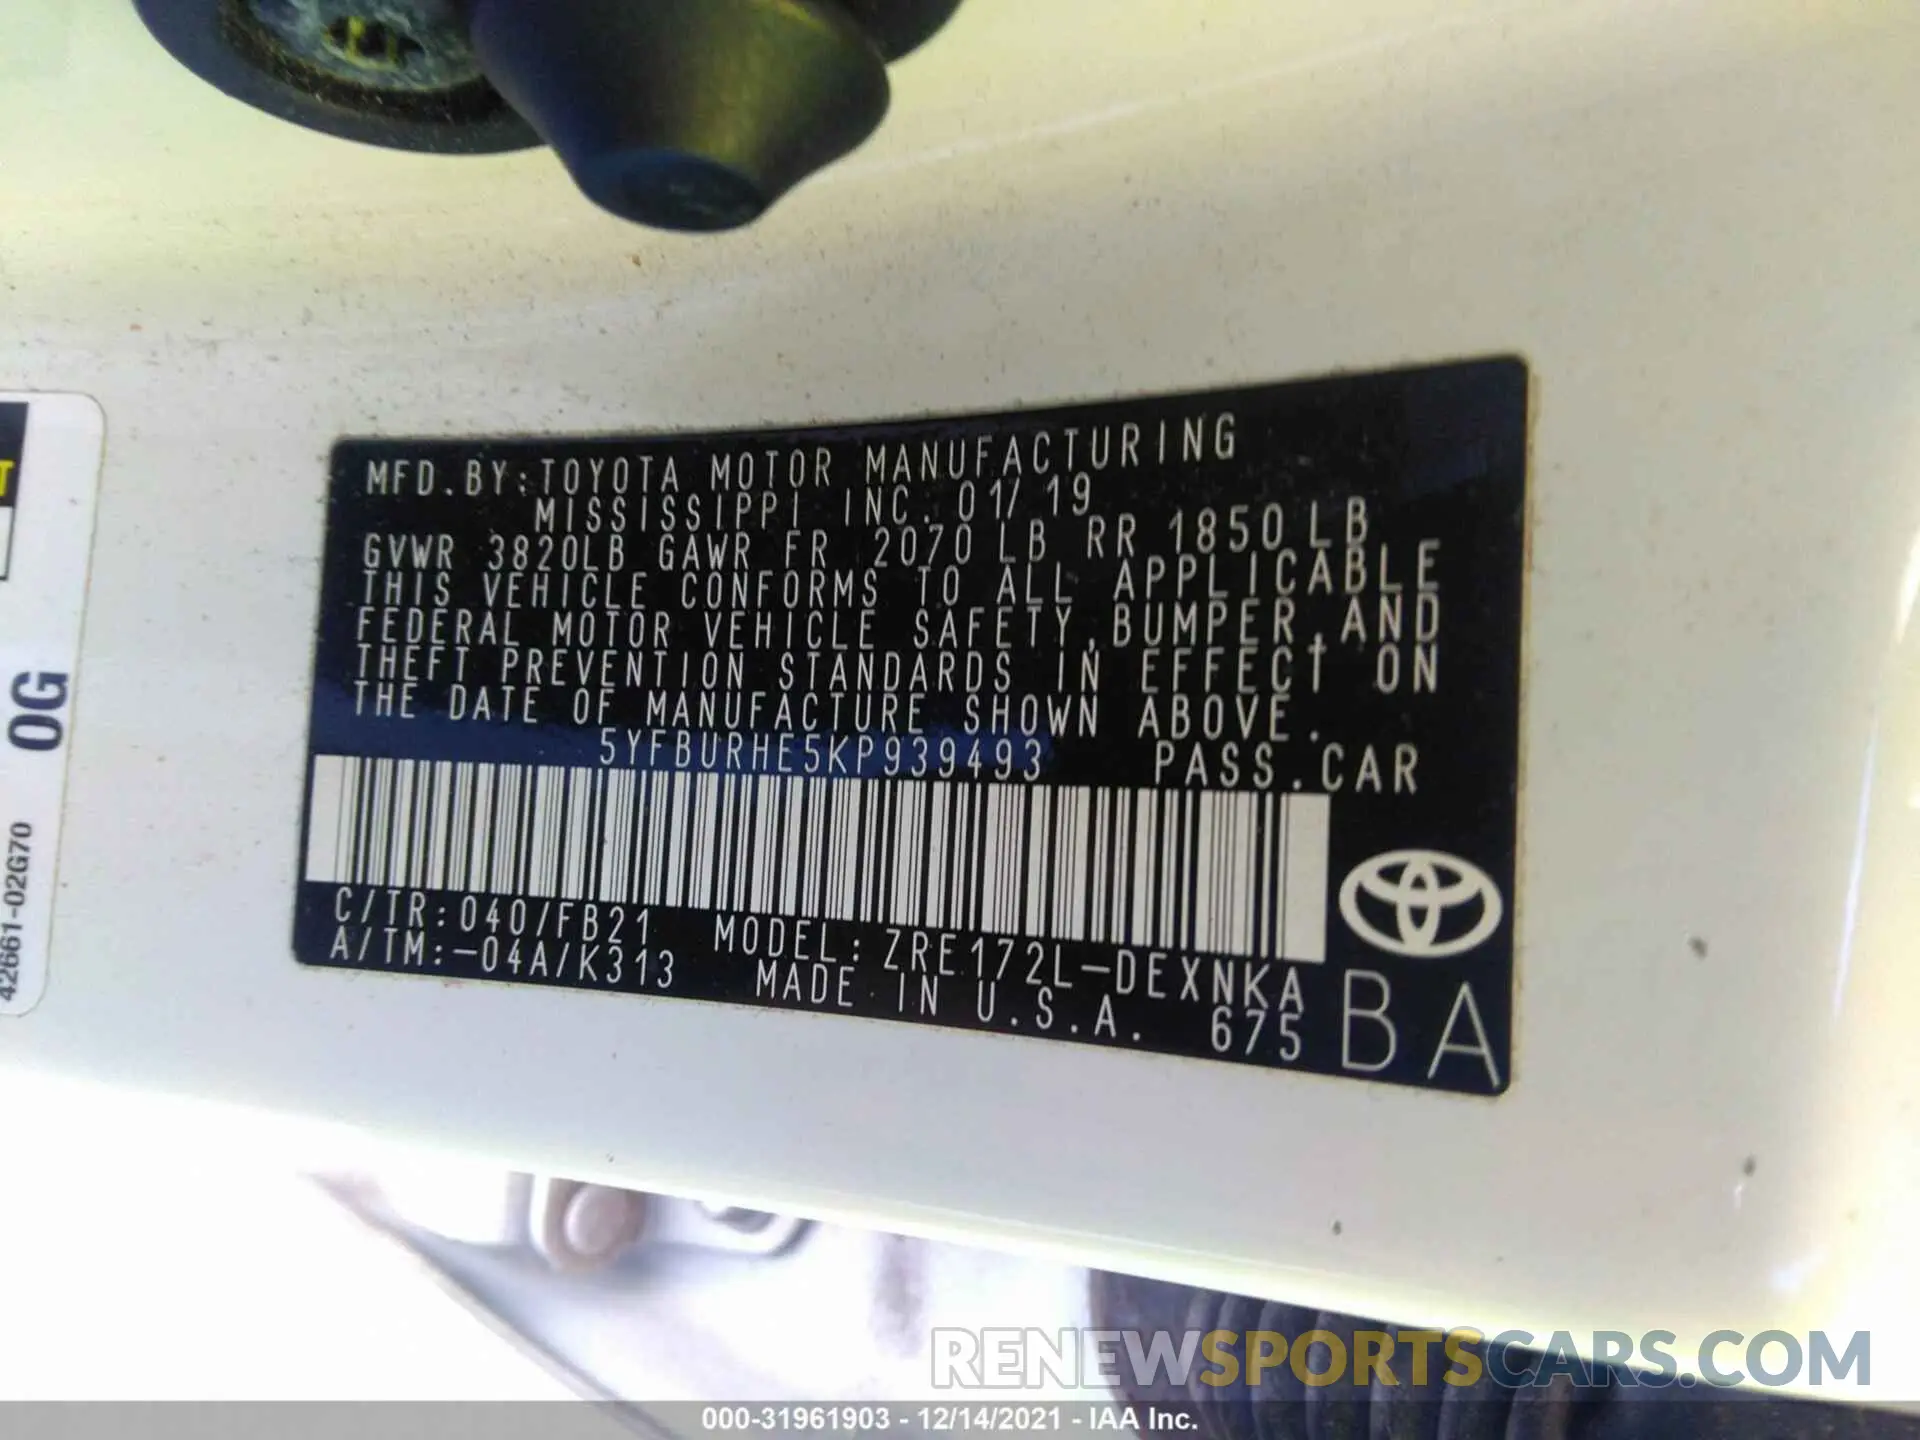 MFD.BY:TOYOTA MOTOR MANUFACTURING
MISSISSIPPI INC. 01/19
GVWR 3820LB GAWR FR 2070LB RR 1850LB
THIS VEHICLE CONFORMS TO ALL APPLICABLE
FEDERAL MOTOR VEHICLE SAFETY,BUMPER,AND
THEFT PREVENTION STANDARDS IN EFFECT ON
THE DATE OF MANUFACTURE SHOWN ABOVE.
5YFBURHE5KP939493 PASS.CAR
C/TR:040/FB21 MODEL:ZRE172L-DEXNKA
A/TM:-04A/K313 MADE IN U.S.A. 675
BA
0G
42661-02G70
RENEWSPORTSCARS.COM
000-31961903 - 12/14/2021 - IAA Inc.